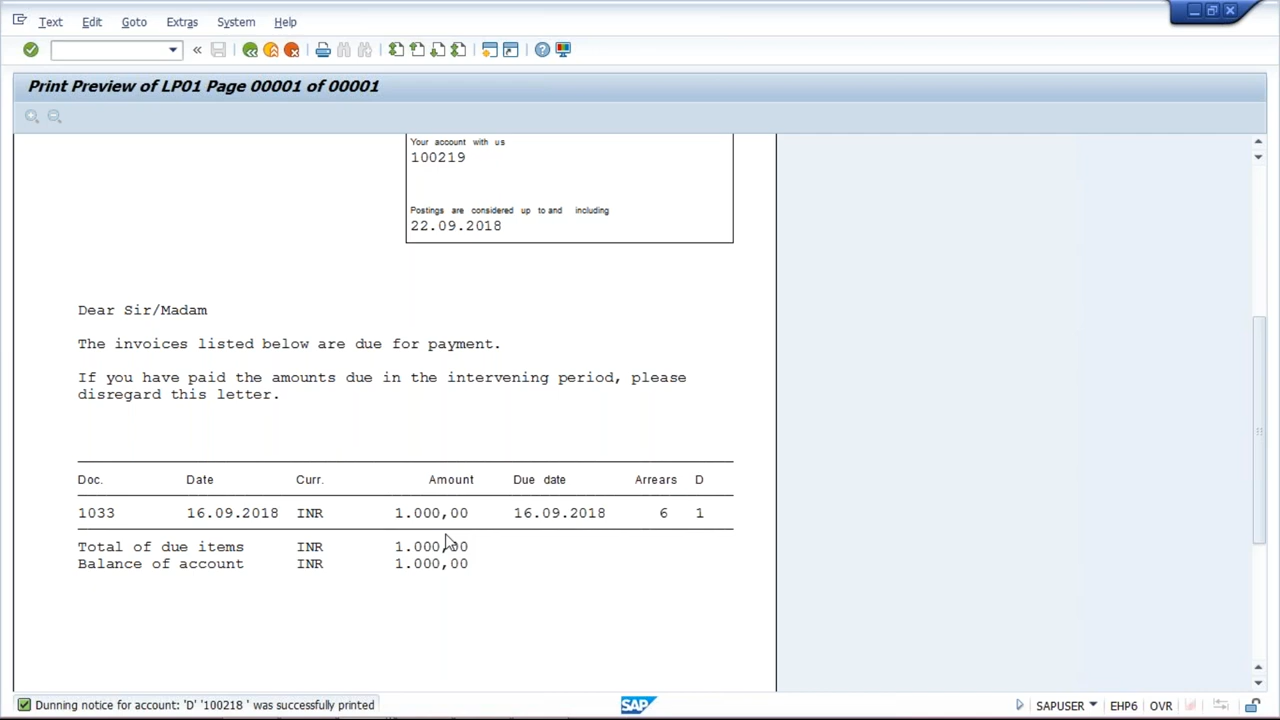 Text Edit Goto Extras System Help
Print Preview of LP01 Page 00001 of 00001
Your account with us
100219
Postings are considered up to and including
22.09.2018
Dear Sir/Madam
The invoices listed below are due for payment.
If you have paid the amounts due in the intervening period, please
disregard this letter.
Doc. Date Curr. Amount Due date Arrears D
1033 16.09.2018 INR 1.000,00 16.09.2018 6 1
Total of due items INR 1.000,00
Balance of account INR 1.000,00
Dunning notice for account: 'D' '100218 ' was successfully printed SAP SAPUSER EHP6 OVR